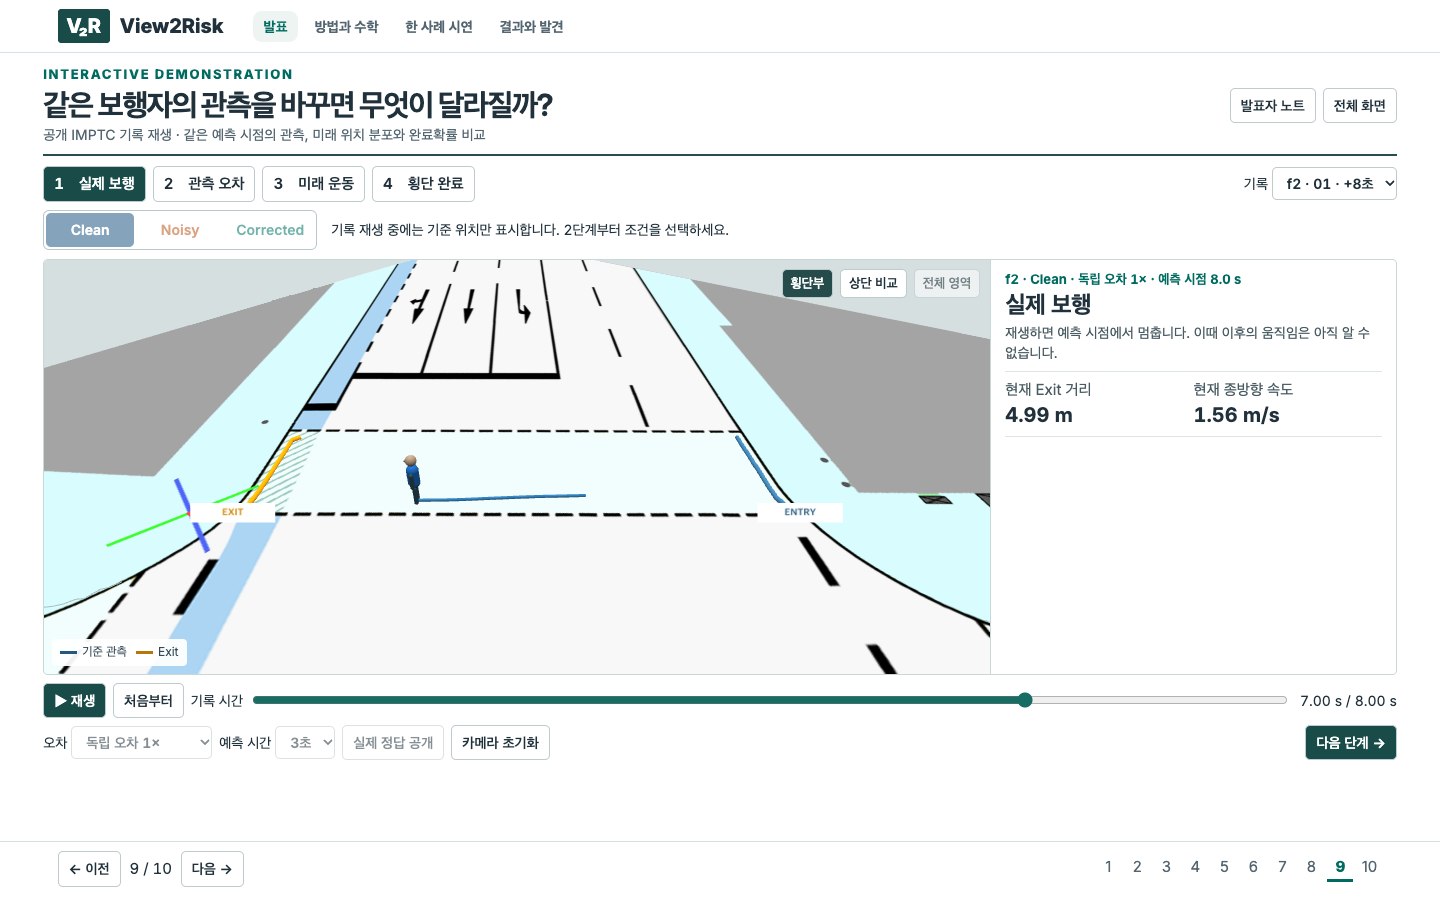 V2R View2Risk 발표 방법과 수학 한 사례 시연 결과와 발견
INTERACTIVE DEMONSTRATION
같은 보행자의 관측을 바꾸면 무엇이 달라질까?
발표자 노트 전체 화면
공개 IMPTC 기록 재생 · 같은 예측 시점의 관측, 미래 위치 분포와 완료확률 비교
1 실제 보행 2 관측 오차 3 미래 운동 4 횡단 완료 기록 f2 · 01 · +8초
Clean Noisy Corrected 기록 재생 중에는 기준 위치만 표시합니다. 2단계부터 조건을 선택하세요.
횡단부 상단 비교 전체 영역
EXIT
ENTRY
기준 관측 Exit
f2 · Clean · 독립 오차 1× · 예측 시점 8.0 s
실제 보행
재생하면 예측 시점에서 멈춥니다. 이때 이후의 움직임은 아직 알 수
없습니다.
현재 Exit 거리 현재 종방향 속도
4.99 m 1.56 m/s
▶ 재생 처음부터 기록 시간 7.00 s / 8.00 s
오차 독립 오차 1× 예측 시간 3초 실제 정답 공개 카메라 초기화 다음 단계 →
← 이전 9 / 10 다음 → 1 2 3 4 5 6 7 8 9 10